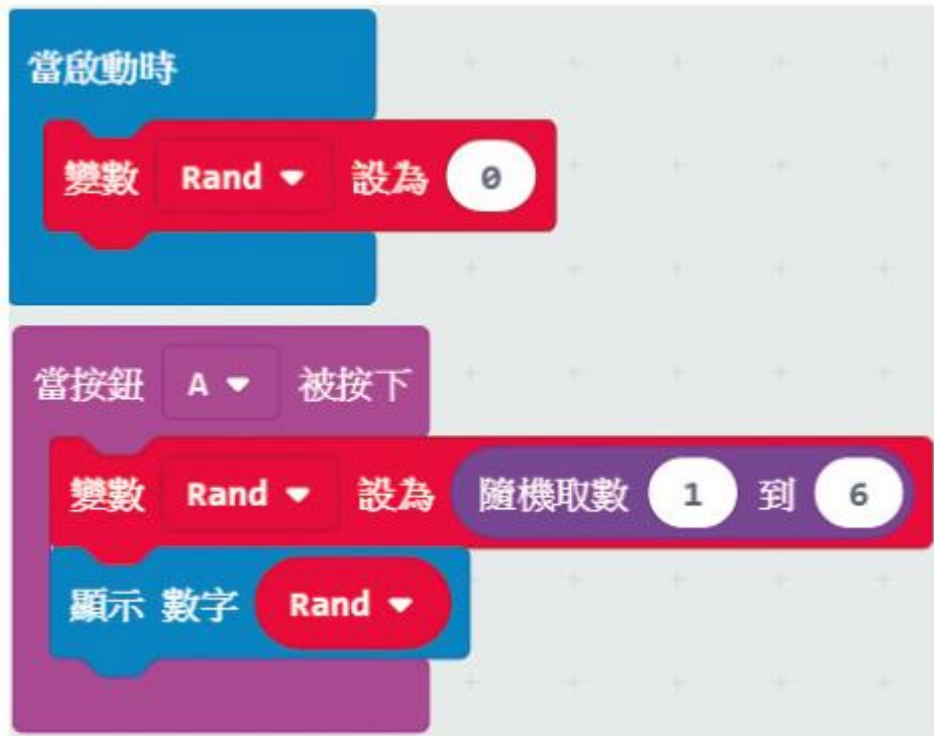 當啟動時
變數 Rand 設為 0
當按鈕 A 被按下
變數 Rand 設為 隨機取數 1 到 6
顯示 數字 Rand